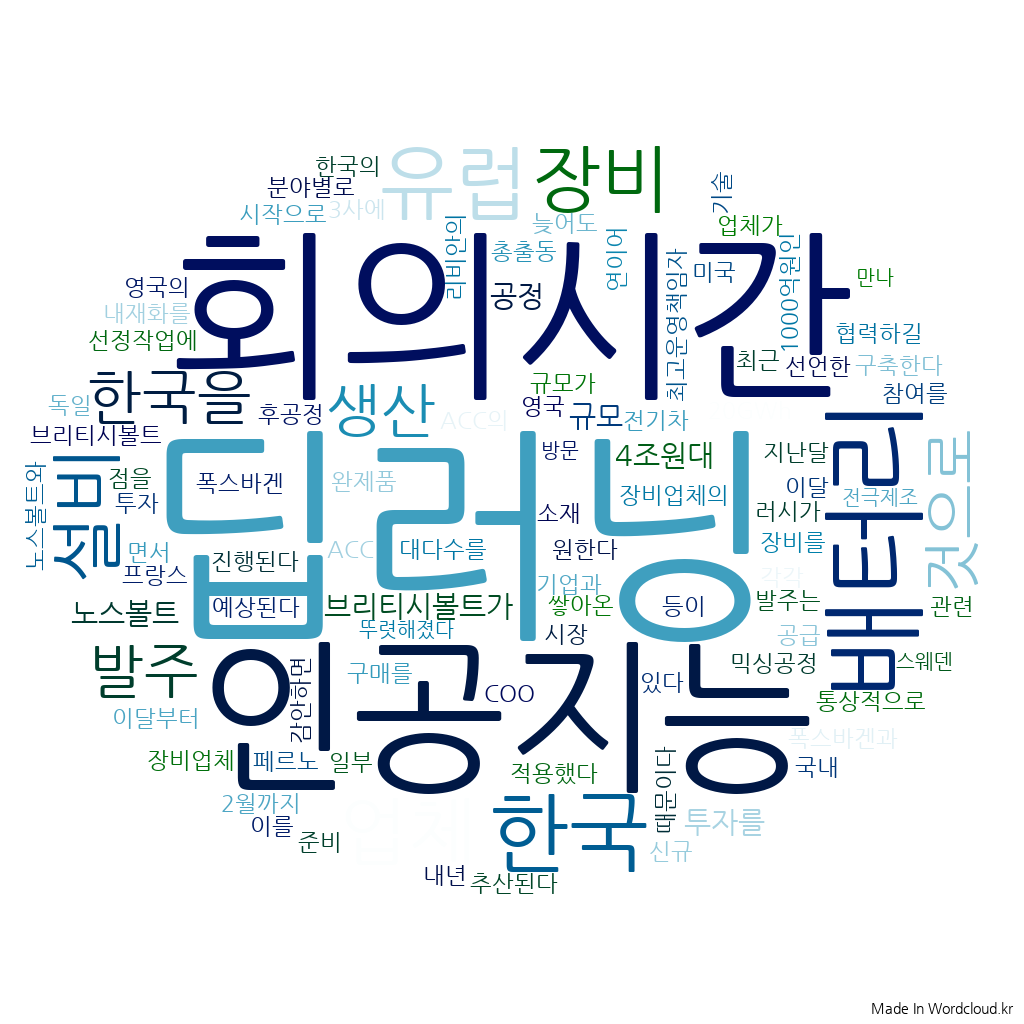 한국의
분야별로
유럽
장비
기술
시작으로
3사에
늦어도
업체가
리비안의
총출동
연이어
회의시간
미국
1000억원인
만나
영국의
공정
최고운영책임자
내재화를
협력하길
선정작업에
최근
선언한
구축한다
한국을
생산
규모가
참여를
독일
후공정
ACC의
영국
규모
전기차
브리티시볼트
노스볼트와
설비
점을
폭스바겐
완제품
딥러닝
방문
4조원대
지난달
배터리
것으로
투자
장비업체의
이달
전극제조
소재
러시가
면서
진행된다
ACC
대다수를
원한다
장비를
프랑스
기업과
각각
노스볼트
예상된다
브리티시볼트가
쌓아온
등이
발주는
관련
뚜렷해졌다
시장
공급
발주
감안하면
구매를
인공지능
있다
믹싱공정
스웨덴
COO
통상적으로
이달부터
폭스바겐과
장비업체
페르노
일부
적용했다
때문이다
국내
2월까지
업체
한국
투자를
이를
준비
신규
내년
추산된다
Made In Wordcloud.kr